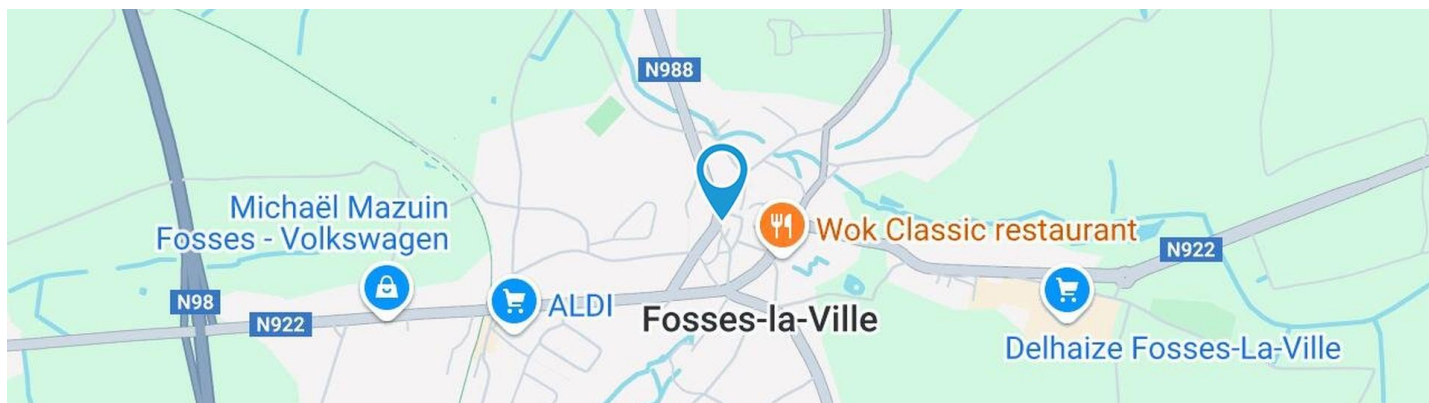 N988
Michaël Mazuin
Fosses - Volkswagen
Wok Classic restaurant
N922
N98
N922
ALDI
Fosses-la-Ville
Delhaize Fosses-La-Ville